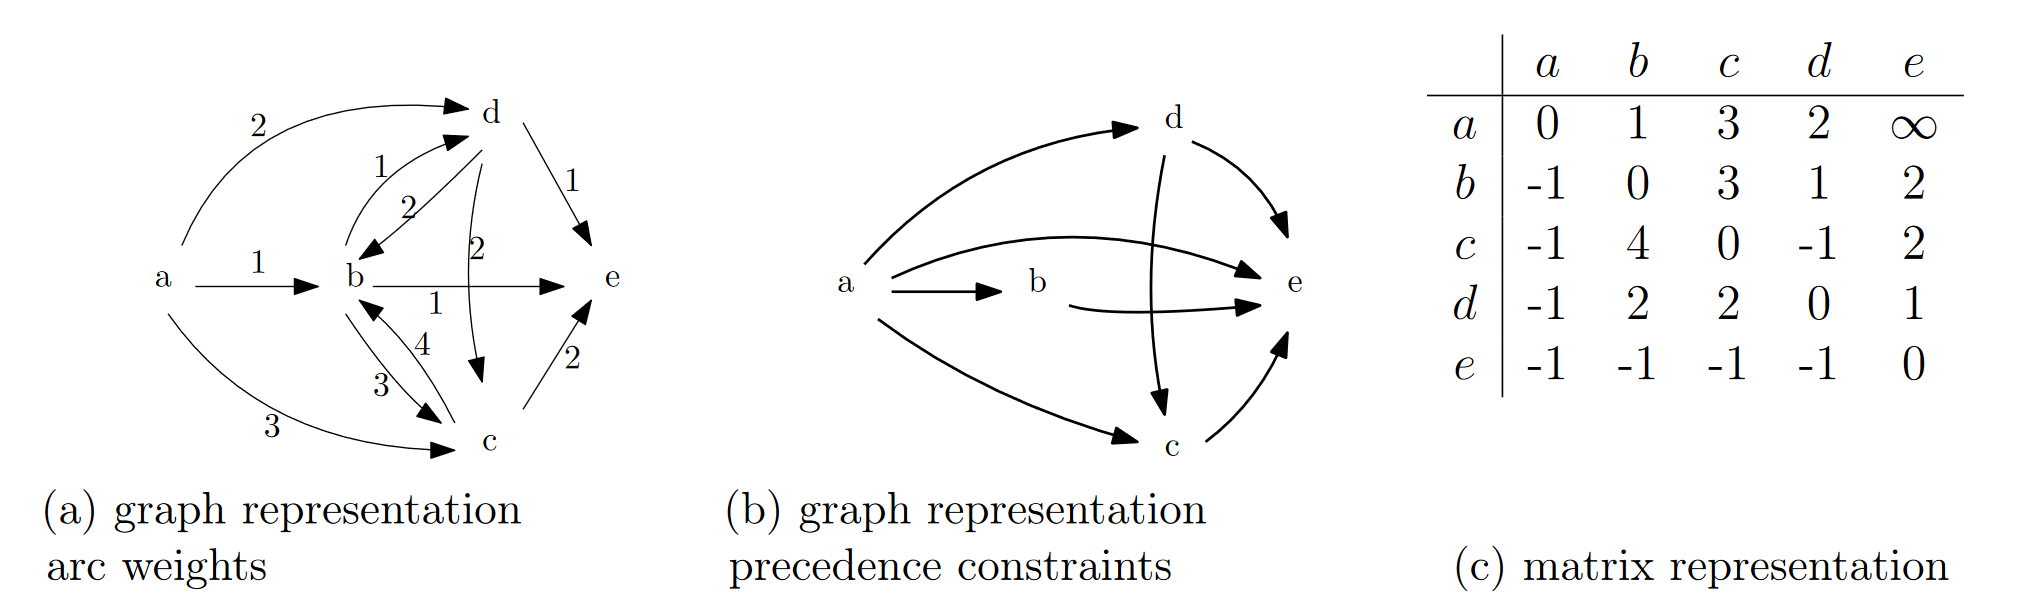 2
d
1
1
2
2
a
1
b
e
1
4
3
2
3
c
(a) graph representation
arc weights
d
a
b
e
c
(b) graph representation
precedence constraints
a b c d e
a 0 1 3 2 ∞
b -1 0 3 1 2
c -1 4 0 -1 2
d -1 2 2 0 1
e -1 -1 -1 -1 0
(c) matrix representation